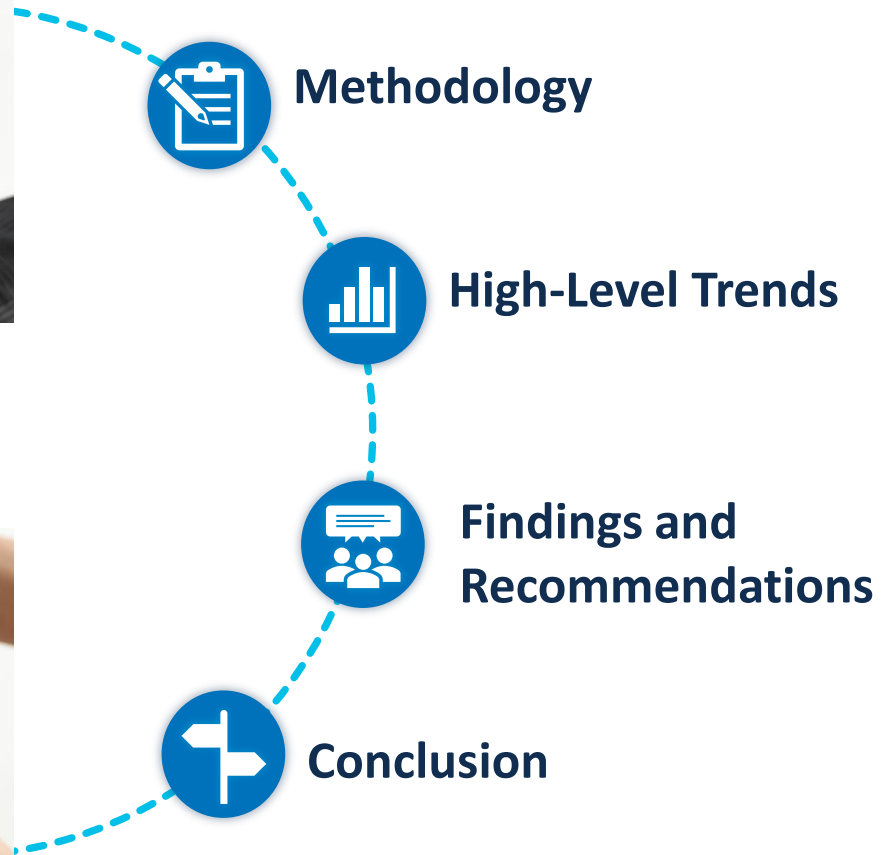 Methodology
High-Level Trends
Findings and
Recommendations
Conclusion